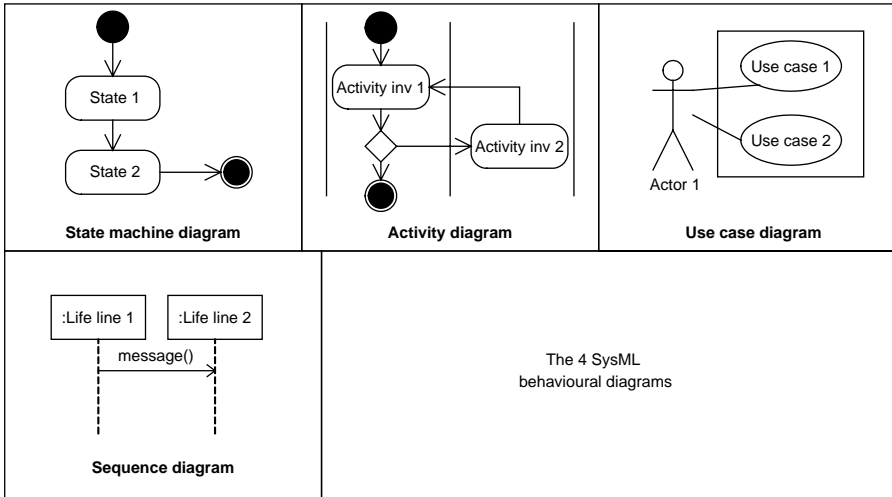 State 1
State 2
State machine diagram
Activity inv 1
Activity inv 2
Activity diagram
Use case 1
Use case 2
Actor 1
Use case diagram
:Life line 1
:Life line 2
message()
Sequence diagram
The 4 SysML
behavioural diagrams